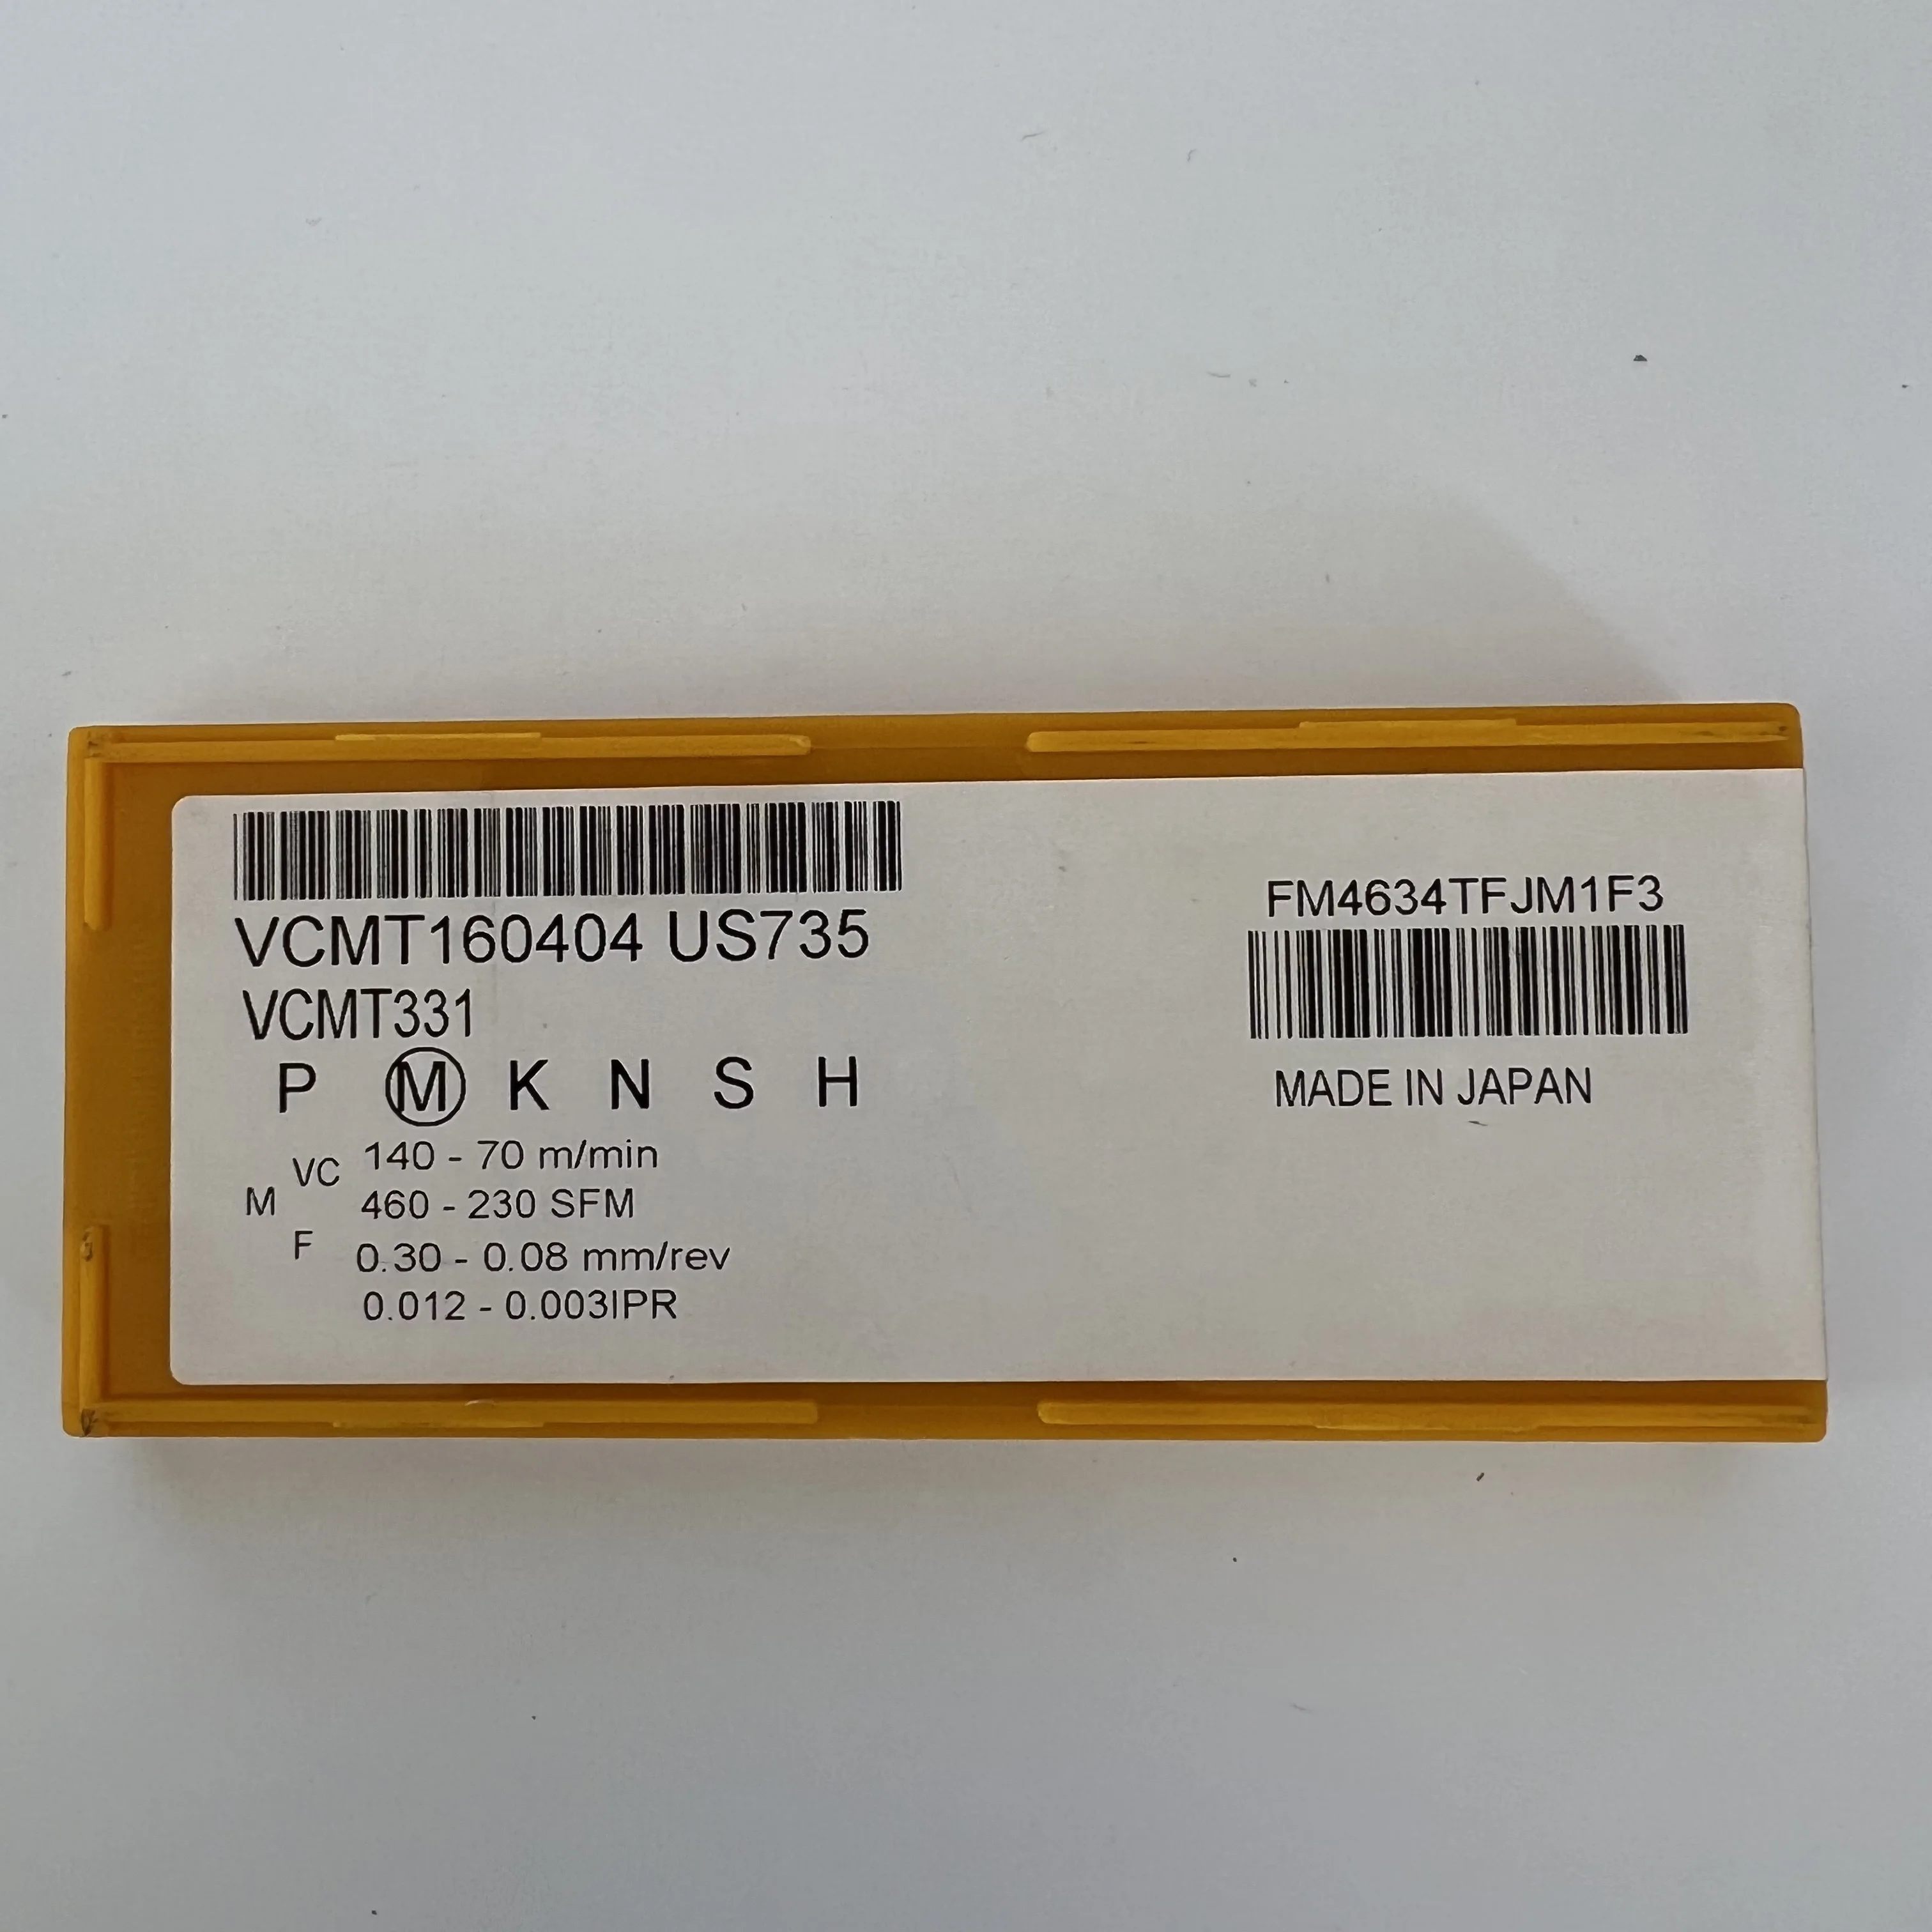 VCMT160404 US735
VCMT331
P M K N S H
M VC 140 - 70 m/min
460 - 230 SFM
F 0.30 - 0.08 mm/rev
0.012 - 0.003IPR
FM4634TFJM1F3
MADE IN JAPAN